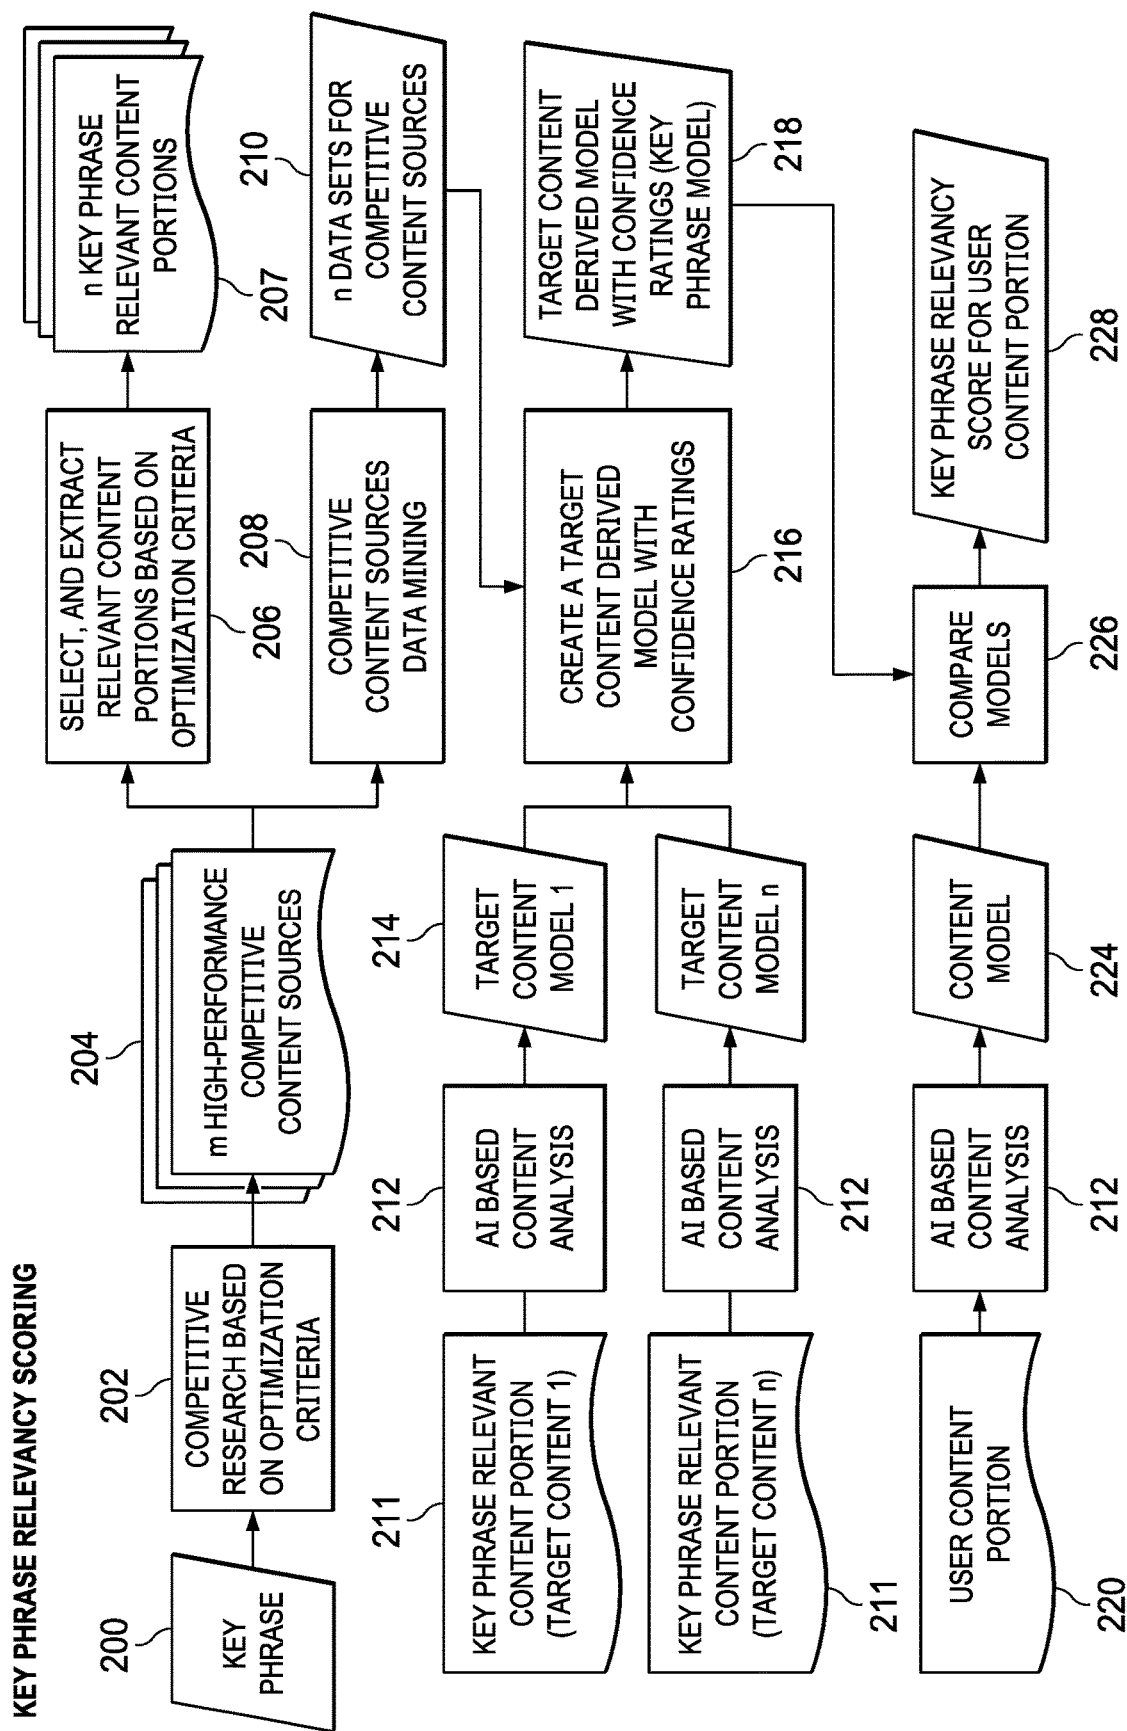 KEY PHRASE RELEVANCY SCORING
200
KEY
PHRASE
202
COMPETITIVE
RESEARCH BASED
ON OPTIMIZATION
CRITERIA
204
m HIGH-PERFORMANCE
COMPETITIVE
CONTENT SOURCES
SELECT, AND EXTRACT
RELEVANT CONTENT
PORTIONS BASED ON
OPTIMIZATION CRITERIA
206
n KEY PHRASE
RELEVANT CONTENT
PORTIONS
207
208
COMPETITIVE
CONTENT SOURCES
DATA MINING
210
n DATA SETS FOR
COMPETITIVE
CONTENT SOURCES
211
KEY PHRASE RELEVANT
CONTENT PORTION
(TARGET CONTENT 1)
212
AI BASED
CONTENT
ANALYSIS
214
TARGET
CONTENT
MODEL 1
KEY PHRASE RELEVANT
CONTENT PORTION
(TARGET CONTENT n)
211
AI BASED
CONTENT
ANALYSIS
212
TARGET
CONTENT
MODEL n
CREATE A TARGET
CONTENT DERIVED
MODEL WITH
CONFIDENCE RATINGS
216
TARGET CONTENT
DERIVED MODEL
WITH CONFIDENCE
RATINGS (KEY
PHRASE MODEL)
218
USER CONTENT
PORTION
220
AI BASED
CONTENT
ANALYSIS
212
CONTENT
MODEL
224
COMPARE
MODELS
226
KEY PHRASE RELEVANCY
SCORE FOR USER
CONTENT PORTION
228